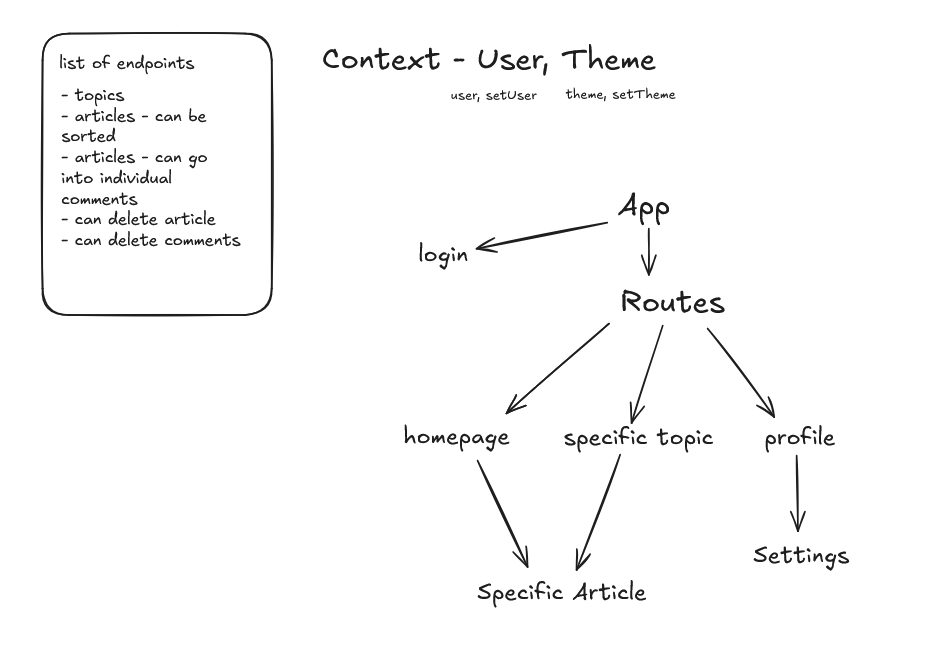 list of endpoints
- topics
- articles - can be
sorted
- articles - can go
into individual
comments
- can delete article
- can delete comments
Context - User, Theme
user, setUser
theme, setTheme
App
login
Routes
homepage
specific topic
profile
Settings
Specific Article